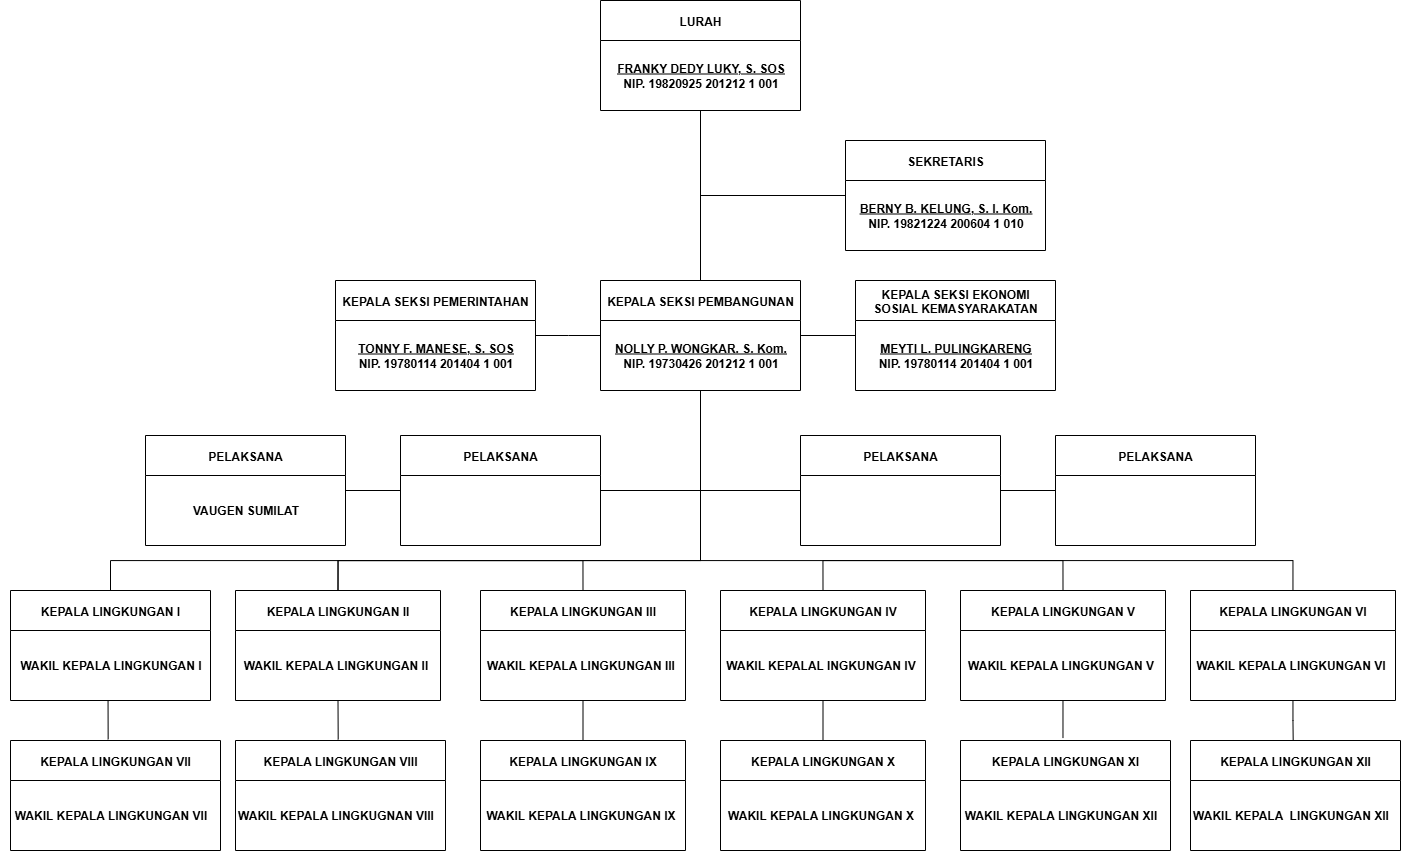 LURAH
FRANKY DEDY LUKY, S. SOS
NIP. 19820925 201212 1 001
SEKRETARIS
BERNY B. KELUNG, S. I. Kom.
NIP. 19821224 200604 1 010
KEPALA SEKSI PEMERINTAHAN
TONNY F. MANESE, S. SOS
NIP. 19780114 201404 1 001
KEPALA SEKSI PEMBANGUNAN
NOLLY P. WONGKAR. S. Kom.
NIP. 19730426 201212 1 001
KEPALA SEKSI EKONOMI
SOSIAL KEMASYARAKATAN
MEYTI L. PULINGKARENG
NIP. 19780114 201404 1 001
PELAKSANA
VAUGEN SUMILAT
PELAKSANA
PELAKSANA
PELAKSANA
KEPALA LINGKUNGAN I
WAKIL KEPALA LINGKUNGAN I
KEPALA LINGKUNGAN II
WAKIL KEPALA LINGKUNGAN II
KEPALA LINGKUNGAN III
WAKIL KEPALA LINGKUNGAN III
KEPALA LINGKUNGAN IV
WAKIL KEPALAL INGKUNGAN IV
KEPALA LINGKUNGAN V
WAKIL KEPALA LINGKUNGAN V
KEPALA LINGKUNGAN VI
WAKIL KEPALA LINGKUNGAN VI
KEPALA LINGKUNGAN VII
WAKIL KEPALA LINGKUNGAN VII
KEPALA LINGKUNGAN VIII
WAKIL KEPALA LINGKUGNAN VIII
KEPALA LINGKUNGAN IX
WAKIL KEPALA LINGKUNGAN IX
KEPALA LINGKUNGAN X
WAKIL KEPALA LINGKUNGAN X
KEPALA LINGKUNGAN XI
WAKIL KEPALA LINGKUNGAN XII
KEPALA LINGKUNGAN XII
WAKIL KEPALA  LINGKUNGAN XII